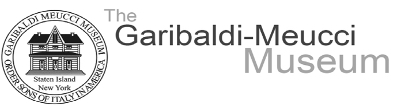 GARIBALDI MEUCCI MUSEUM
ORDER SONS OF ITALY IN AMERICA
Staten Island
New York
The
Garibaldi-Meucci
Museum